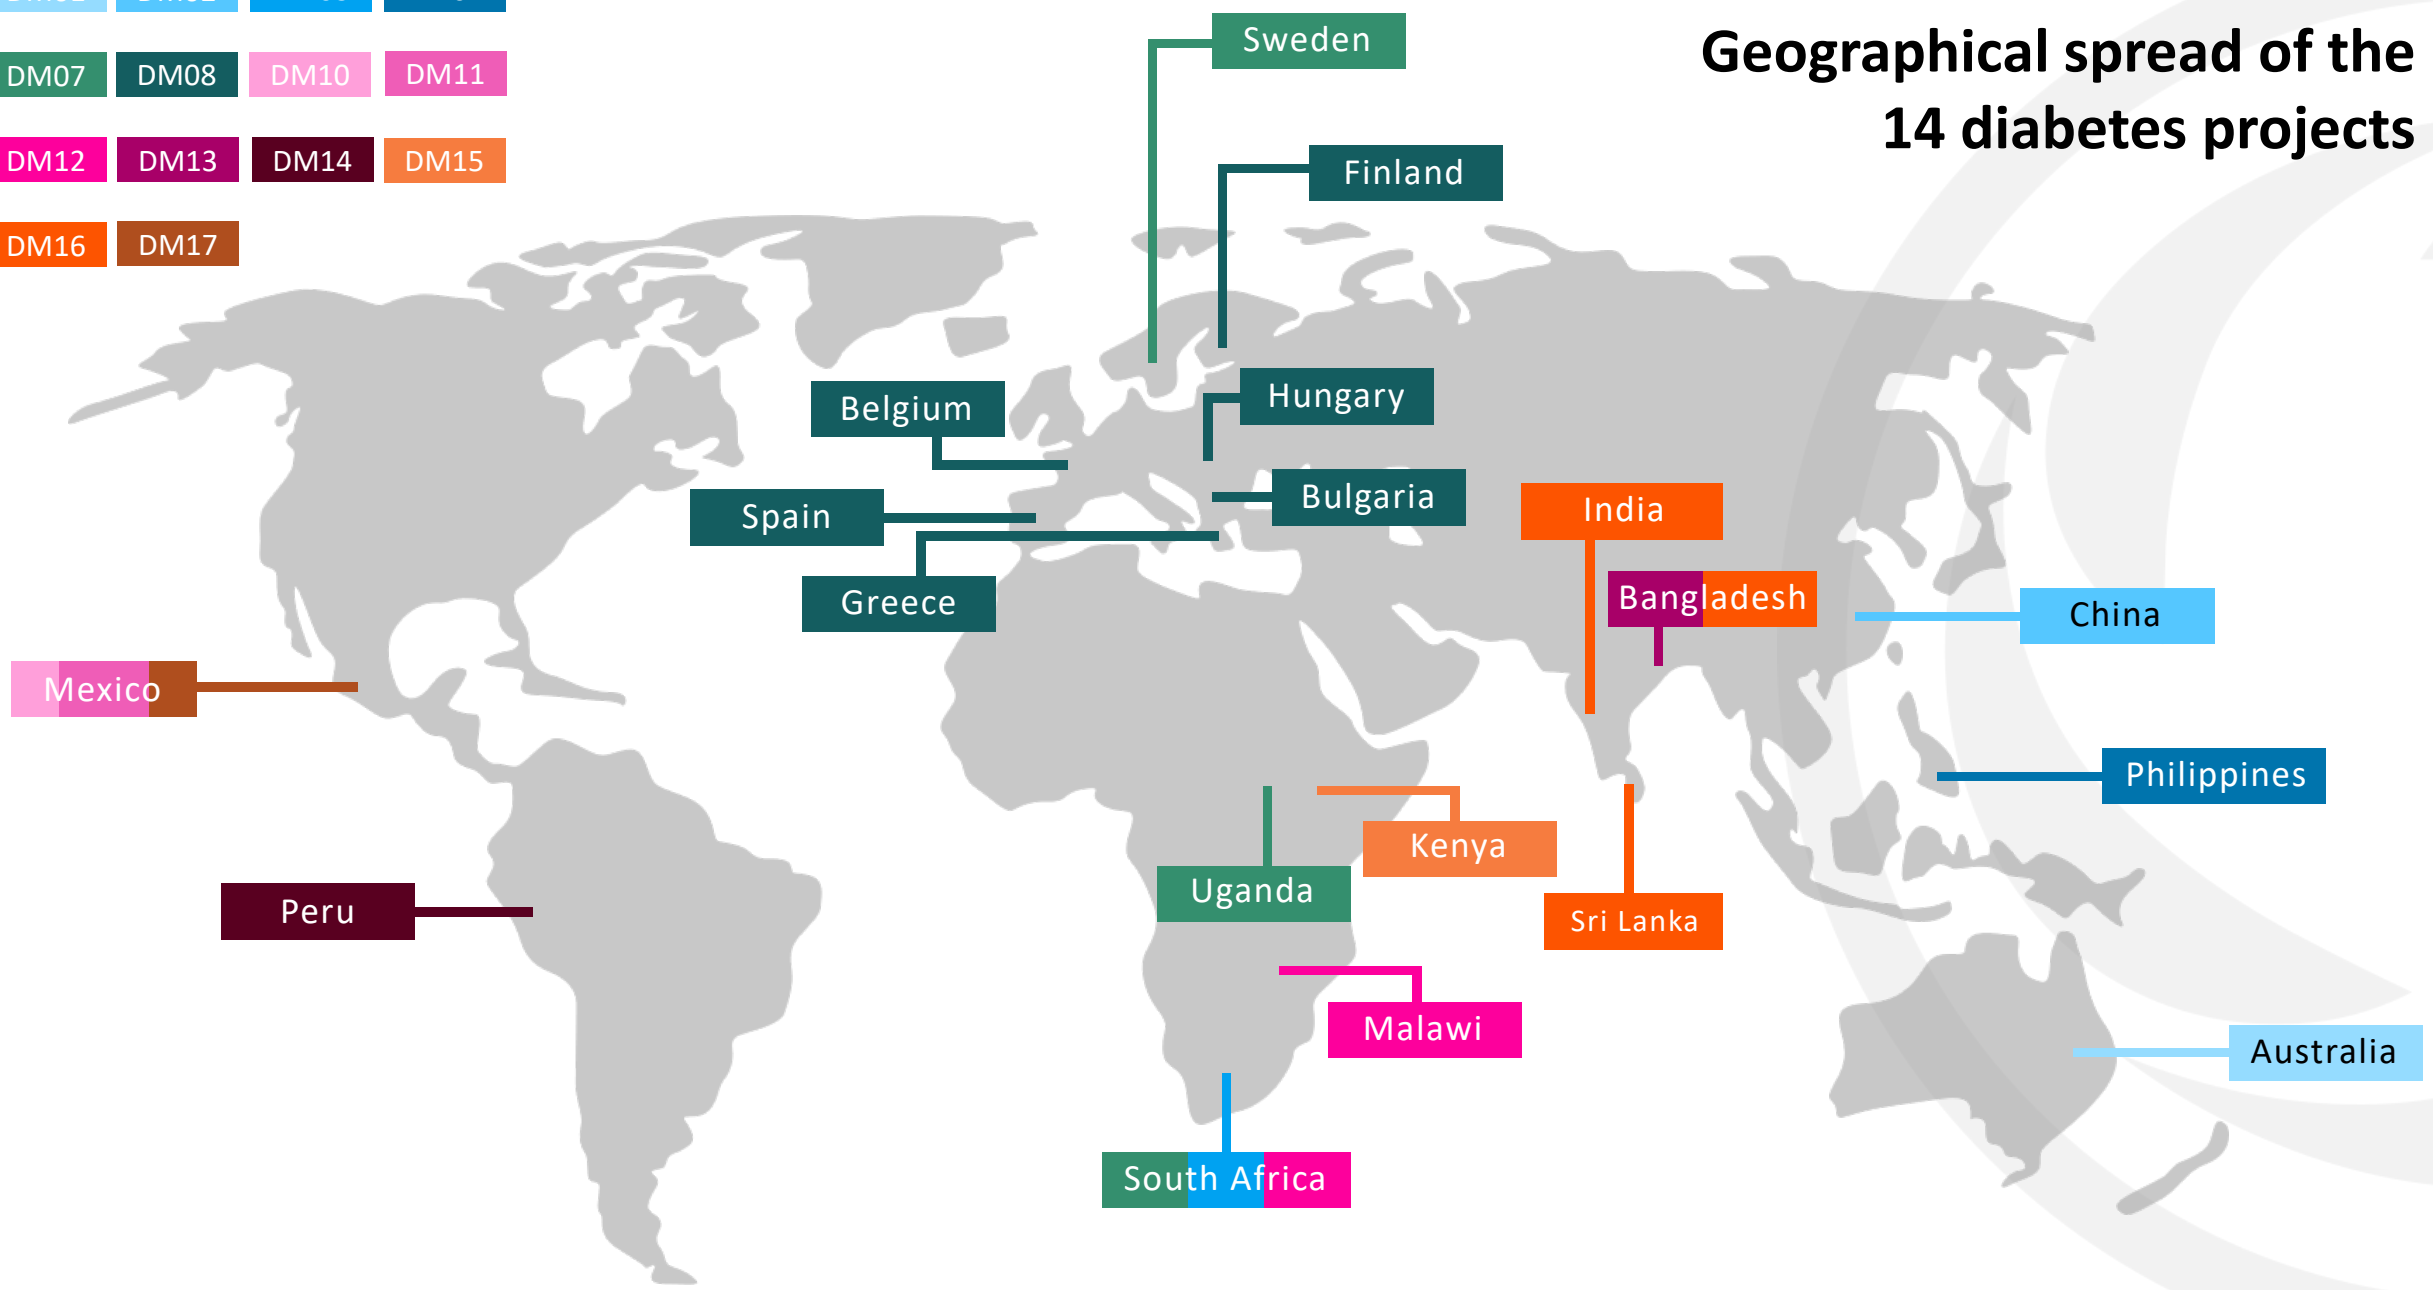 Geographical spread of the
14 diabetes projects
DM07 DM08 DM10 DM11
DM12 DM13 DM14 DM15
DM16 DM17
Sweden
Finland
Hungary
Belgium
Bulgaria
Spain
India
Greece
Bangladesh
China
Mexico
Philippines
Kenya
Uganda
Peru
Sri Lanka
Malawi
Australia
South Africa